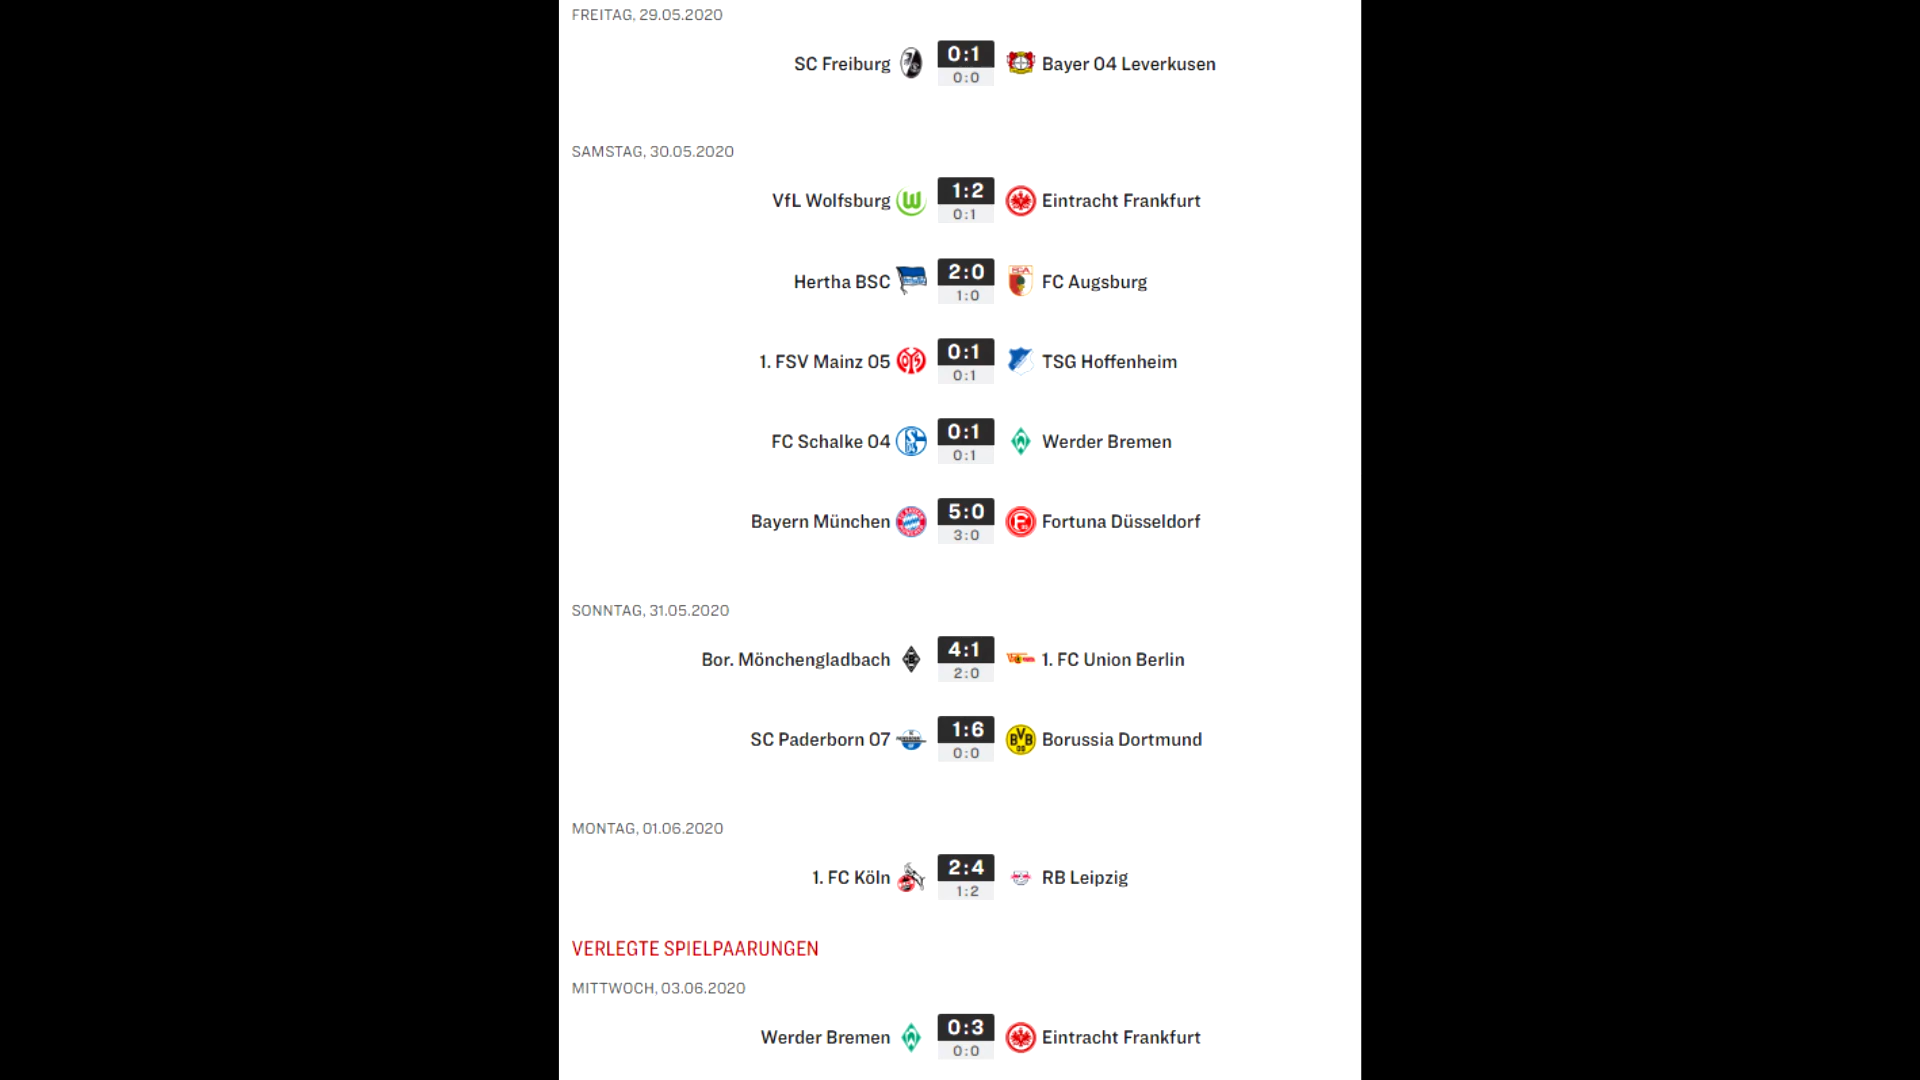 FREITAG, 29.05.2020
SC Freiburg 0:1 Bayer 04 Leverkusen
0:0
SAMSTAG, 30.05.2020
VfL Wolfsburg 1:2 Eintracht Frankfurt
0:1
Hertha BSC 2:0 FC Augsburg
1:0
1. FSV Mainz 05 0:1 TSG Hoffenheim
0:1
FC Schalke 04 0:1 Werder Bremen
0:1
Bayern München 5:0 Fortuna Düsseldorf
3:0
SONNTAG, 31.05.2020
Bor. Mönchengladbach 4:1 1. FC Union Berlin
2:0
SC Paderborn 07 1:6 Borussia Dortmund
0:0
MONTAG, 01.06.2020
1. FC Köln 2:4 RB Leipzig
1:2
VERLEGTE SPIELPAARUNGEN
MITTWOCH, 03.06.2020
Werder Bremen 0:3 Eintracht Frankfurt
0:0